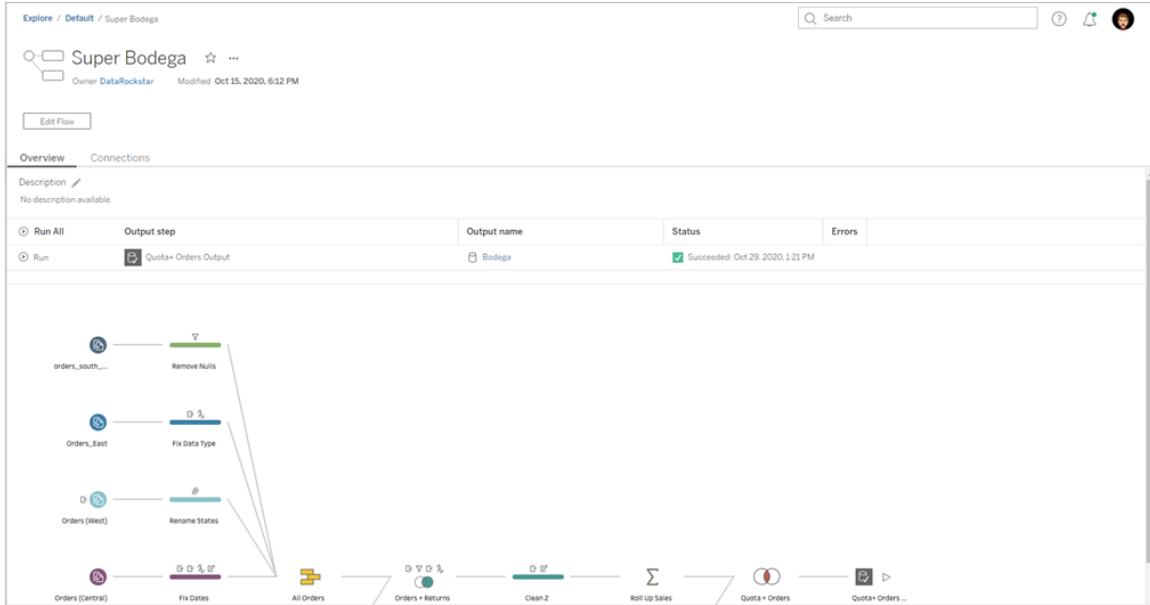 Explore / Default / Super Bodega
Search
Super Bodega
Owner DataRockstar Modified Oct 15, 2020, 6:12 PM
Edit Flow
Overview Connections
Description
No description available.
Run All Output step Output name Status Errors
Run Quota+ Orders Output Bodega Succeeded: Oct 29, 2020, 1:21 PM
orders_south_... Remove Nulls
Orders_East Fix Data Type
Orders (West) Rename States
Orders (Central) Fix Dates All Orders Orders + Returns Clean 2 Roll Up Sales Quota + Orders Quota+ Orders ...